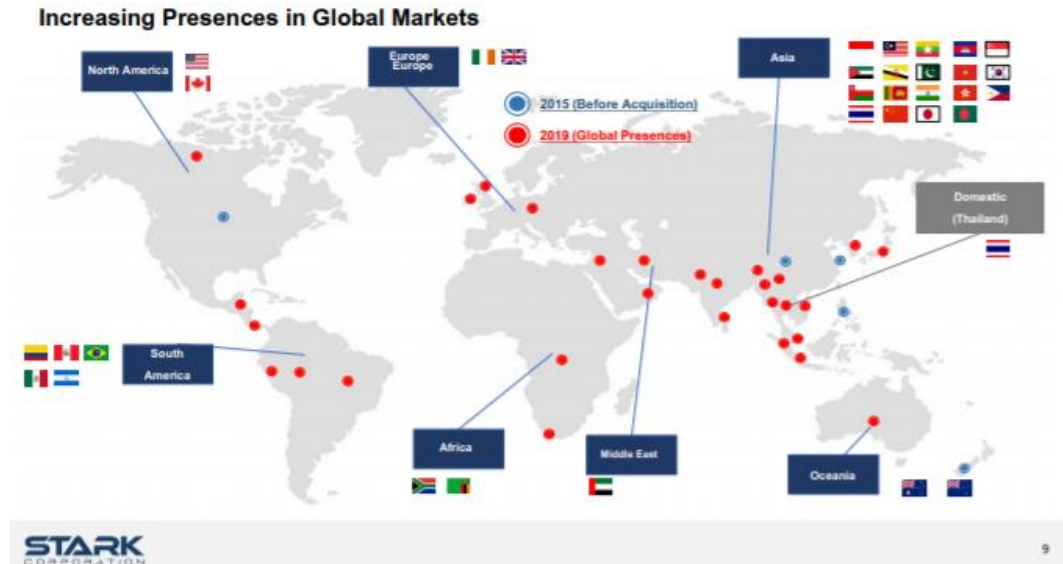 Increasing Presences in Global Markets
North America
Europe
Europe
Asia
2015 (Before Acquisition)
2019 (Global Presences)
Domestic
(Thailand)
South
America
Africa
Middle East
Oceania
STARK
CORPORATION
9